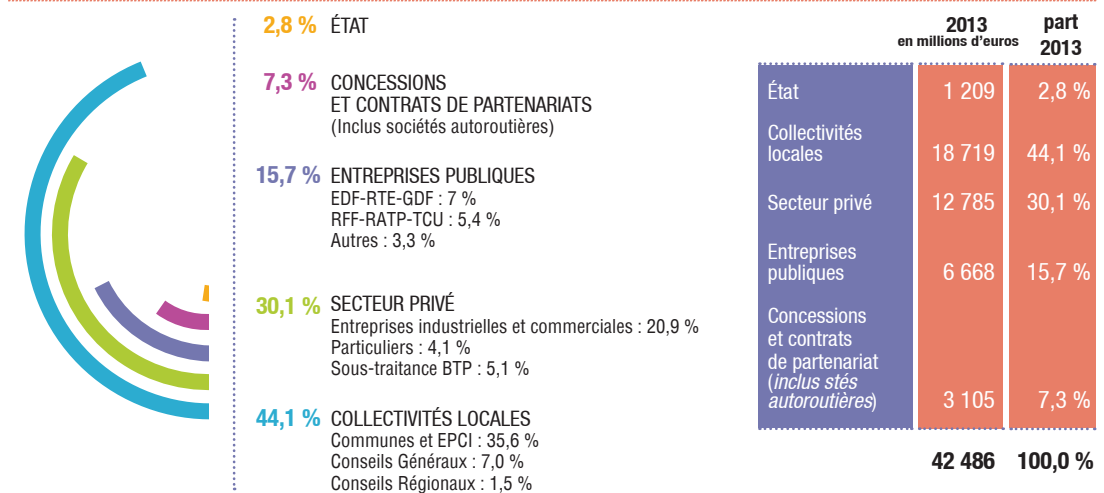 2,8 % ÉTAT
7,3 % CONCESSIONS
ET CONTRATS DE PARTENARIATS
(Inclus sociétés autoroutières)
15,7 % ENTREPRISES PUBLIQUES
EDF-RTE-GDF : 7 %
RFF-RATP-TCU : 5,4 %
Autres : 3,3 %
30,1 % SECTEUR PRIVÉ
Entreprises industrielles et commerciales : 20,9 %
Particuliers : 4,1 %
Sous-traitance BTP : 5,1 %
44,1 % COLLECTIVITÉS LOCALES
Communes et EPCI : 35,6 %
Conseils Généraux : 7,0 %
Conseils Régionaux : 1,5 %
2013 part
en millions d'euros 2013
État 1 209 2,8 %
Collectivités
locales 18 719 44,1 %
Secteur privé 12 785 30,1 %
Entreprises
publiques 6 668 15,7 %
Concessions
et contrats
de partenariat
(inclus stés
autoroutières) 3 105 7,3 %
42 486 100,0 %